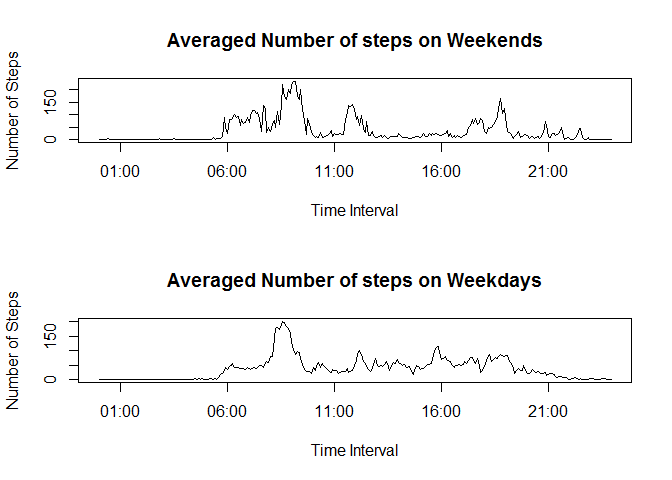 Averaged Number of steps on Weekends
Number of Steps
150
0
01:00 06:00 11:00 16:00 21:00
Time Interval
Averaged Number of steps on Weekdays
Number of Steps
150
0
01:00 06:00 11:00 16:00 21:00
Time Interval